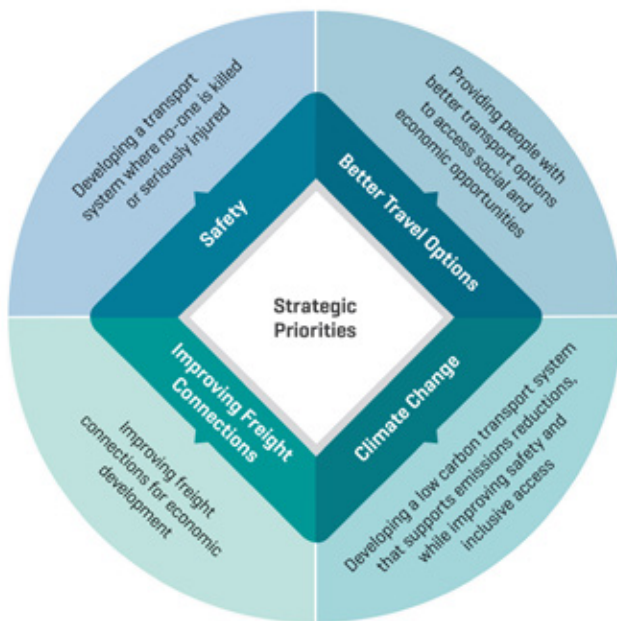 Developing a transport
system where no-one is killed
or seriously injured
Safety
Providing people with
better transport options
to access social and
economic opportunities
Better Travel Options
Strategic
Priorities
Improving Freight
Connections
Improving freight
connections for economic
development
Climate Change
Developing a low carbon transport system
that supports emissions reductions,
while improving safety and
inclusive access